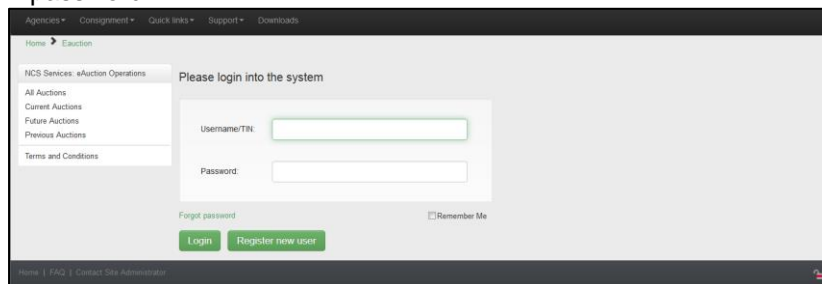 Agencies Consignment Quick links Support Downloads
Home Eauction
NCS Services: eAuction Operations
All Auctions
Current Auctions
Future Auctions
Previous Auctions
Terms and Conditions
Please login into the system
Username/TIN:
Password:
Forgot password
Remember Me
Login Register new user
Home | FAQ | Contact Site Administrator